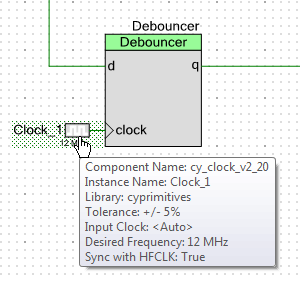 Debouncer
Debouncer
d q
Clock_1 clock
12 M
Component Name: cy_clock_v2_20
Instance Name: Clock_1
Library: cyprimitives
Tolerance: +/- 5%
Input Clock: <Auto>
Desired Frequency: 12 MHz
Sync with HFCLK: True